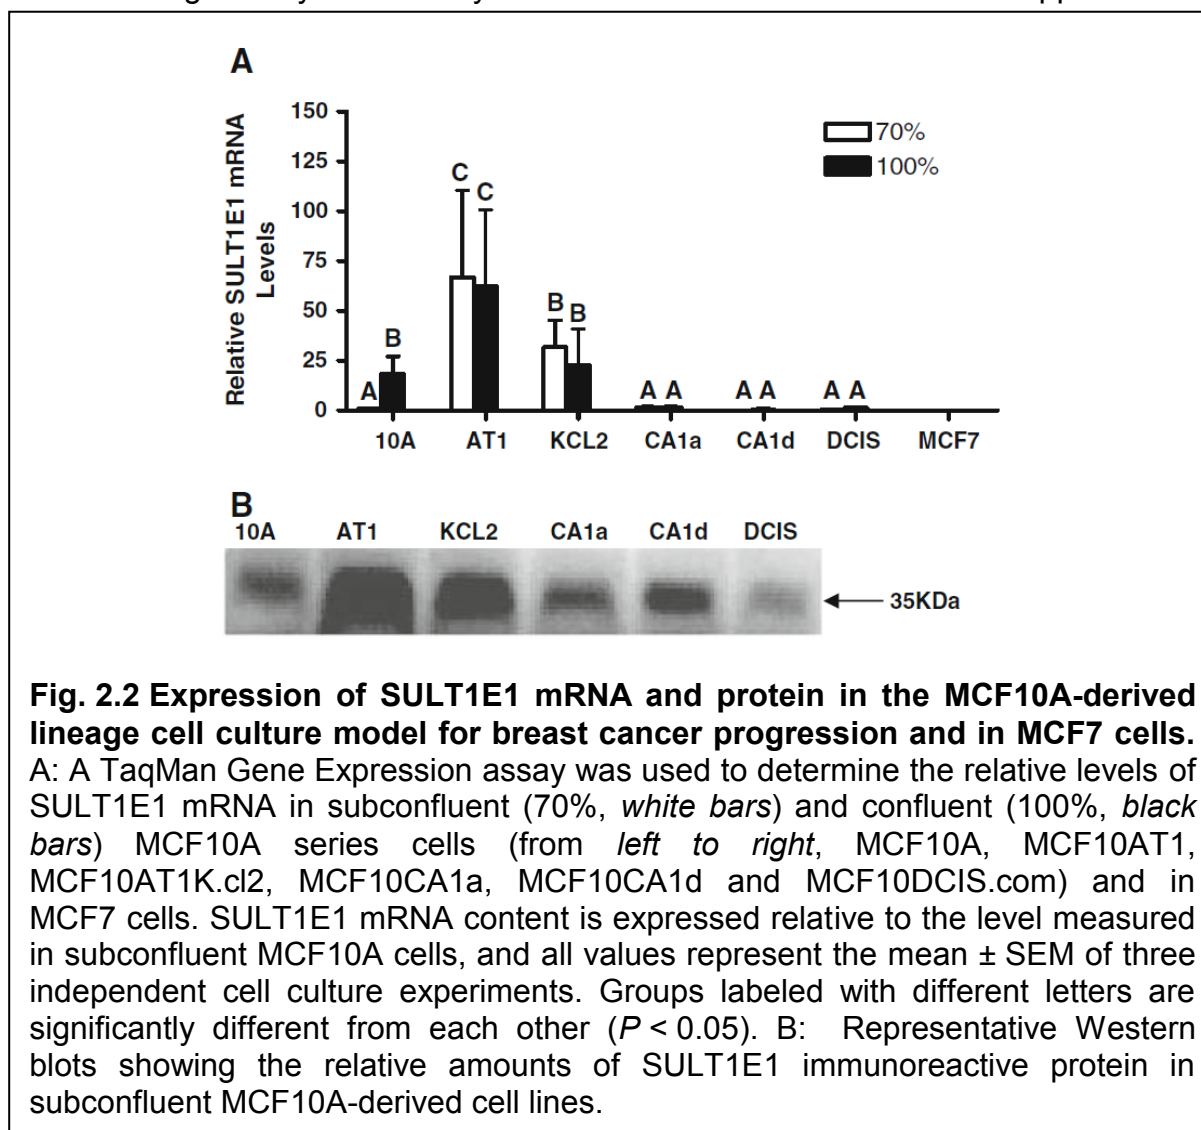 A
150
125
100
75
50
25
0
Relative SULT1E1 mRNA
Levels
70%
100%
A B C C B B A A A A A A
10A AT1 KCL2 CA1a CA1d DCIS MCF7
B
10A AT1 KCL2 CA1a CA1d DCIS
35KDa
Fig. 2.2 Expression of SULT1E1 mRNA and protein in the MCF10A-derived
lineage cell culture model for breast cancer progression and in MCF7 cells.
A: A TaqMan Gene Expression assay was used to determine the relative levels of
SULT1E1 mRNA in subconfluent (70%, white bars) and confluent (100%, black
bars) MCF10A series cells (from left to right, MCF10A, MCF10AT1,
MCF10AT1K.cl2, MCF10CA1a, MCF10CA1d and MCF10DCIS.com) and in
MCF7 cells. SULT1E1 mRNA content is expressed relative to the level measured
in subconfluent MCF10A cells, and all values represent the mean ± SEM of three
independent cell culture experiments. Groups labeled with different letters are
significantly different from each other (P < 0.05). B: Representative Western
blots showing the relative amounts of SULT1E1 immunoreactive protein in
subconfluent MCF10A-derived cell lines.